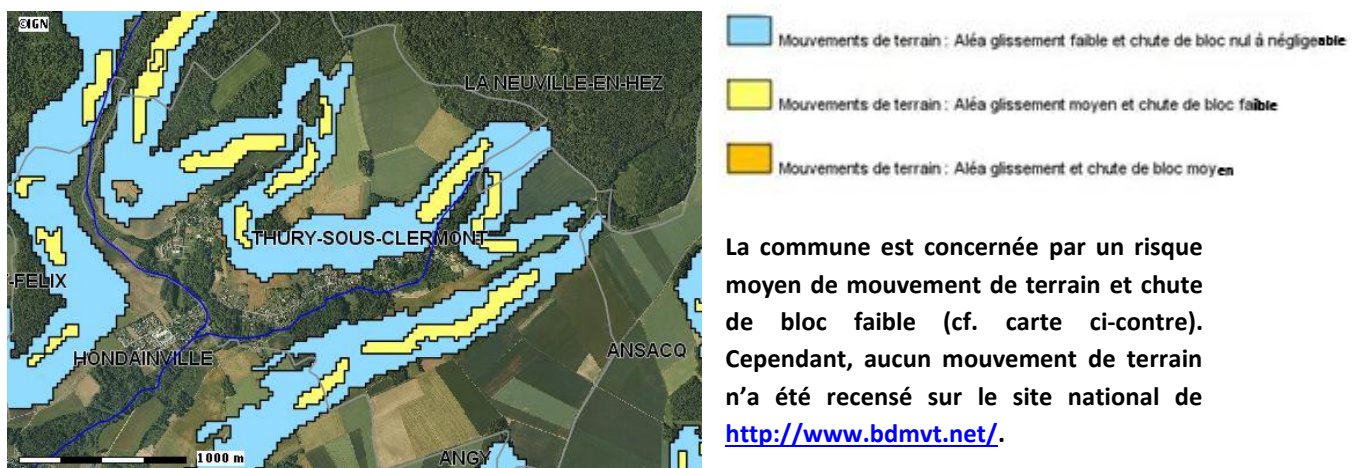 ©IGN
LA NEUVILLE-EN-HEZ
THURY-SOUS-CLERMONT
-FELIX
HONDAINVILLE
ANSACQ
ANGY
1000 m
Mouvements de terrain : Aléa glissement faible et chute de bloc nul à négligeable
Mouvements de terrain : Aléa glissement moyen et chute de bloc faible
Mouvements de terrain : Aléa glissement et chute de bloc moyen
La commune est concernée par un risque
moyen de mouvement de terrain et chute
de bloc faible (cf. carte ci-contre).
Cependant, aucun mouvement de terrain
n’a été recensé sur le site national de
http://www.bdmvt.net/.